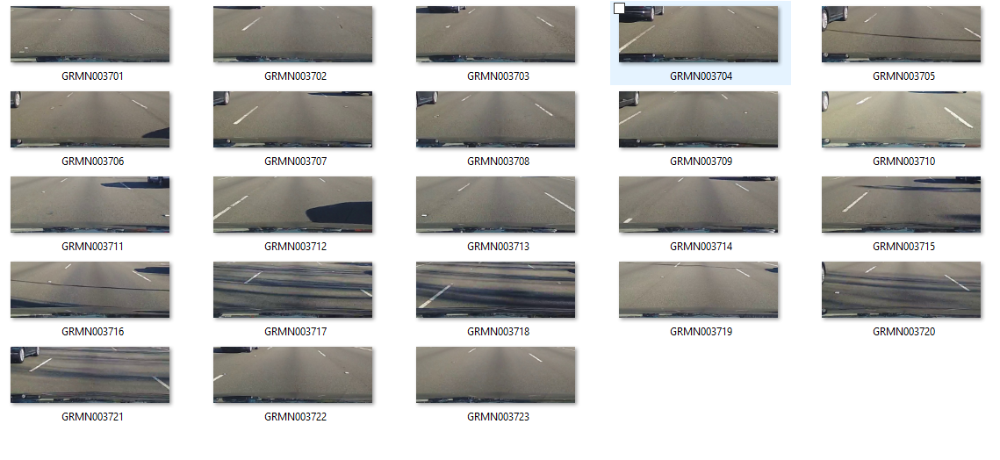 GRMN003701 GRMN003702 GRMN003703 GRMN003704 GRMN003705
GRMN003706 GRMN003707 GRMN003708 GRMN003709 GRMN003710
GRMN003711 GRMN003712 GRMN003713 GRMN003714 GRMN003715
GRMN003716 GRMN003717 GRMN003718 GRMN003719 GRMN003720
GRMN003721 GRMN003722 GRMN003723